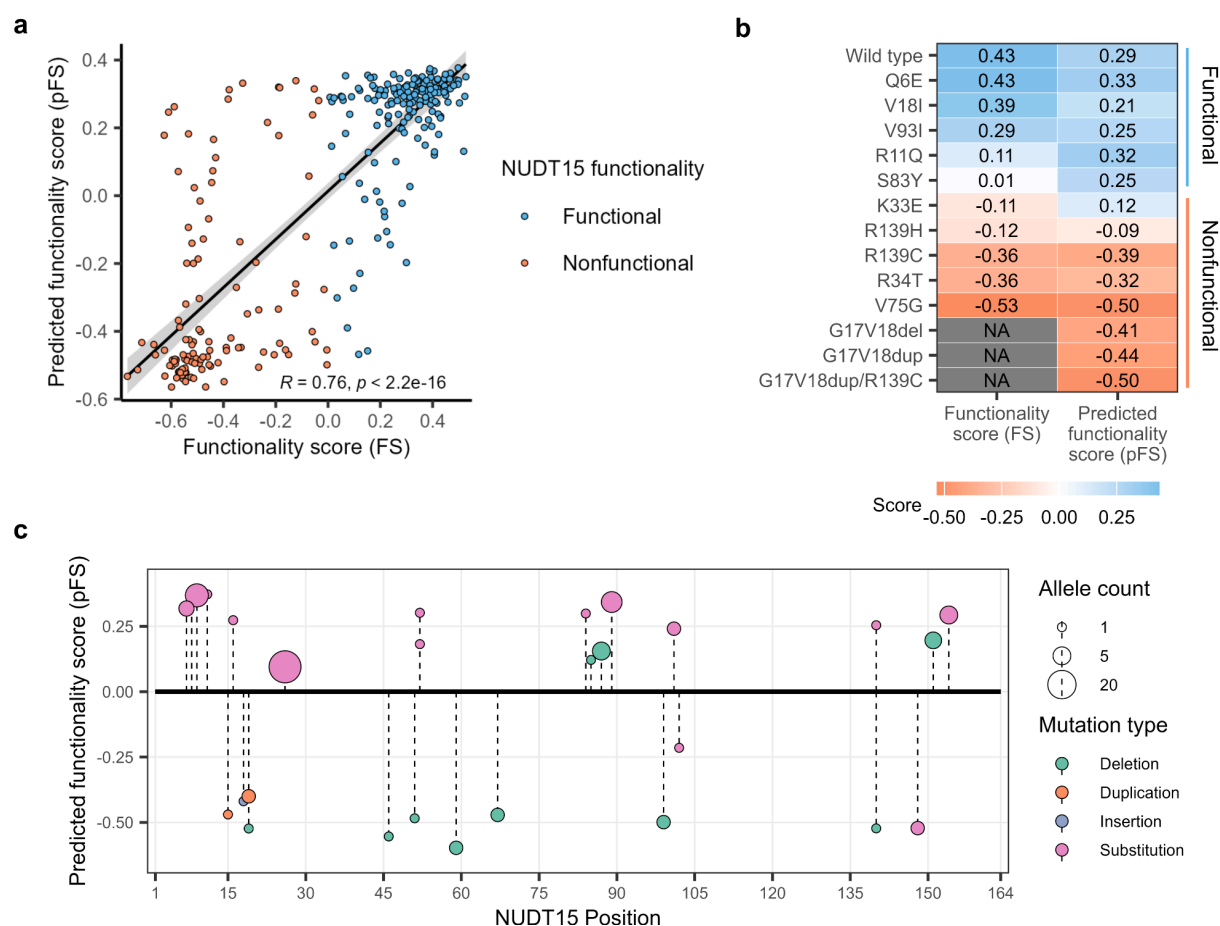 a
Predicted functionality score (pFS)
0.4
0.2
0.0
-0.2
-0.4
-0.6
-0.6
-0.4
-0.2
0.0
0.2
0.4
Functionality score (FS)
R = 0.76, p < 2.2e-16
NUDT15 functionality
Functional
Nonfunctional
b
Wild type 0.43 0.29
Q6E 0.43 0.33
V18I 0.39 0.21
V93I 0.29 0.25
R11Q 0.11 0.32
S83Y 0.01 0.25
K33E -0.11 0.12
R139H -0.12 -0.09
R139C -0.36 -0.39
R34T -0.36 -0.32
V75G -0.53 -0.50
G17V18del NA -0.41
G17V18dup NA -0.44
G17V18dup/R139C NA -0.50
Functional
Nonfunctional
Functionality
score (FS)
Predicted
functionality
score (pFS)
Score
-0.50 -0.25 0.00 0.25
c
Predicted functionality score (pFS)
0.25
0.00
-0.25
-0.50
1 15 30 45 60 75 90 105 120 135 150 164
NUDT15 Position
Allele count
1
5
20
Mutation type
Deletion
Duplication
Insertion
Substitution